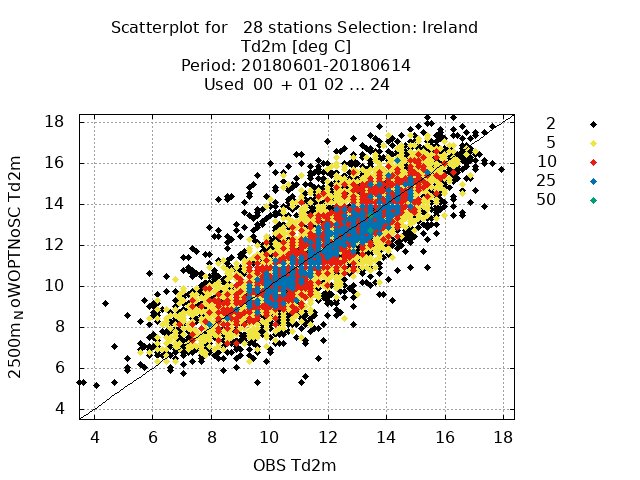 Scatterplot for   28 stations Selection: Ireland
Td2m [deg C]
Period: 20180601-20180614
Used  00 + 01 02 ... 24
2
5
10
25
50
18
16
14
12
10
8
6
4
2500m_NoWOPTNoSC Td2m
4 6 8 10 12 14 16 18
OBS Td2m